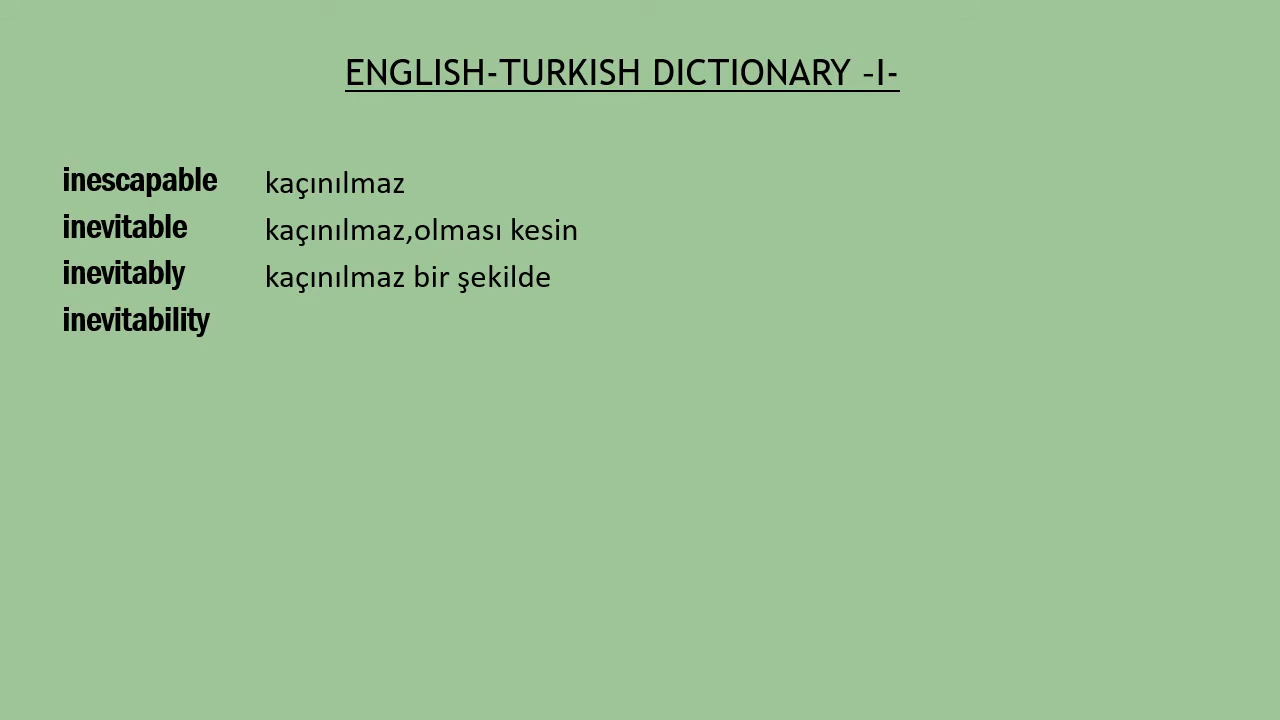 ENGLISH-TURKISH DICTIONARY –I-
inescapable kaçınılmaz
inevitable kaçınılmaz,olması kesin
inevitably kaçınılmaz bir şekilde
inevitability